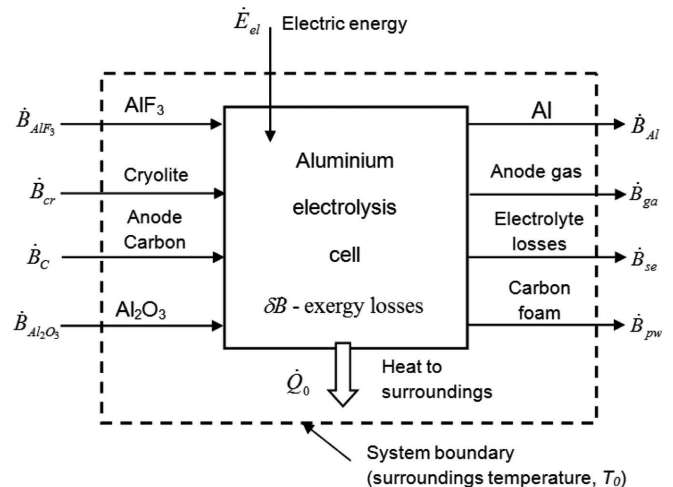 Ė_el Electric energy
Ḃ_AlF₃ AlF₃
Ḃ_cr Cryolite
Ḃ_C Anode
Carbon
Ḃ_Al₂O₃ Al₂O₃
Aluminium
electrolysis
cell
δB - exergy losses
Al Ḃ_Al
Anode gas Ḃ_ga
Electrolyte
losses Ḃ_se
Carbon
foam Ḃ_pw
Q̇₀ Heat to
surroundings
System boundary
(surroundings temperature, T₀)